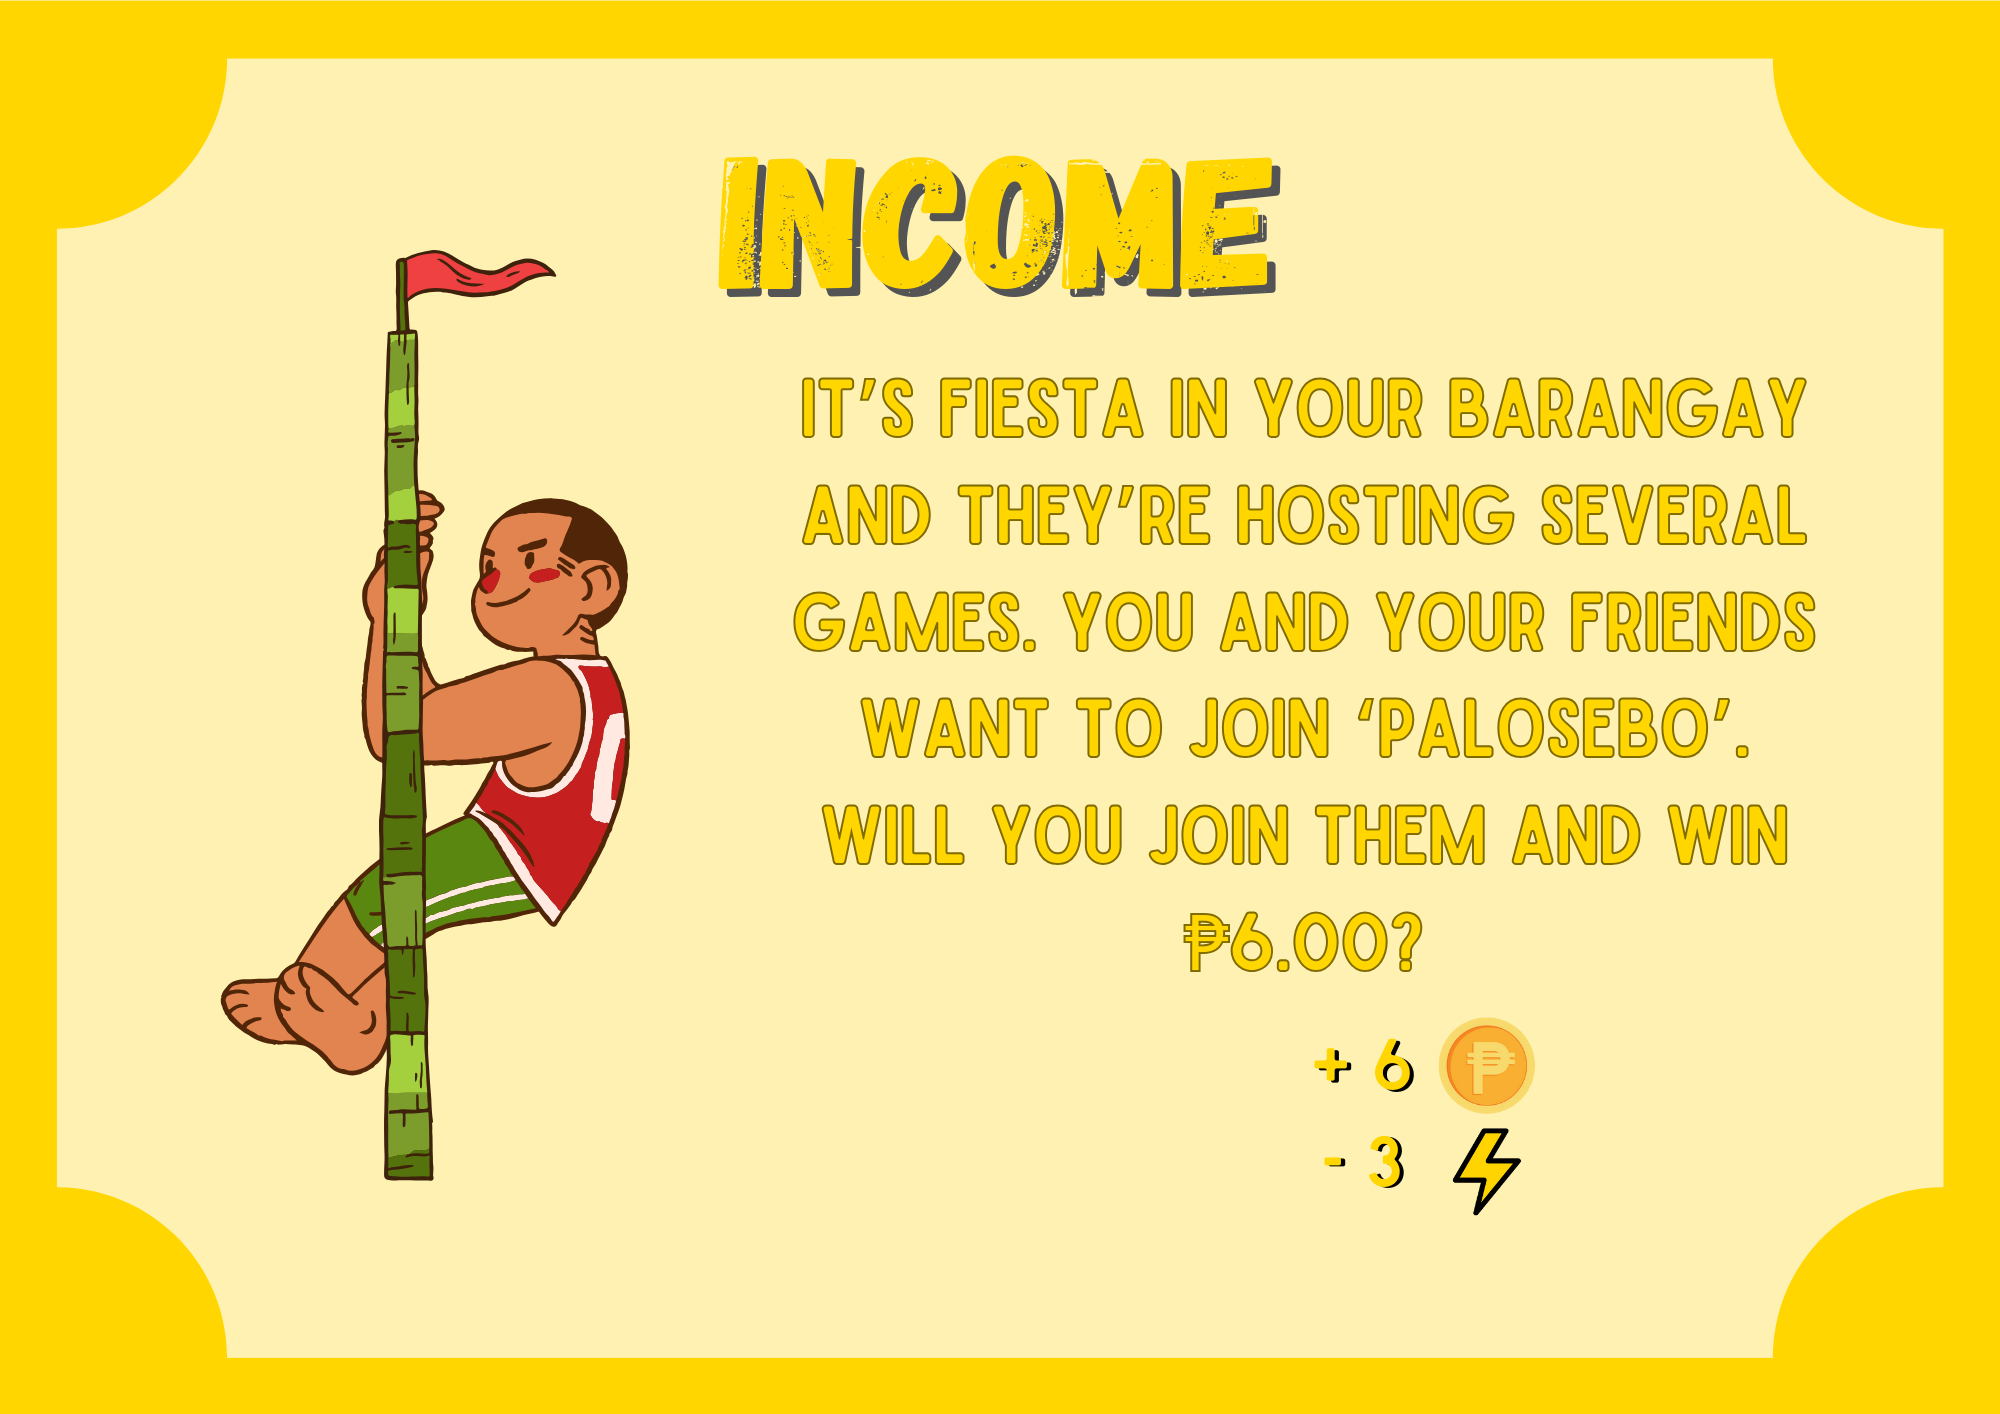 INCOME
IT'S FIESTA IN YOUR BARANGAY
AND THEY'RE HOSTING SEVERAL
GAMES. YOU AND YOUR FRIENDS
WANT TO JOIN ‘PALOSEBO’.
WILL YOU JOIN THEM AND WIN
₱6.00?
+ 6 ₱
- 3